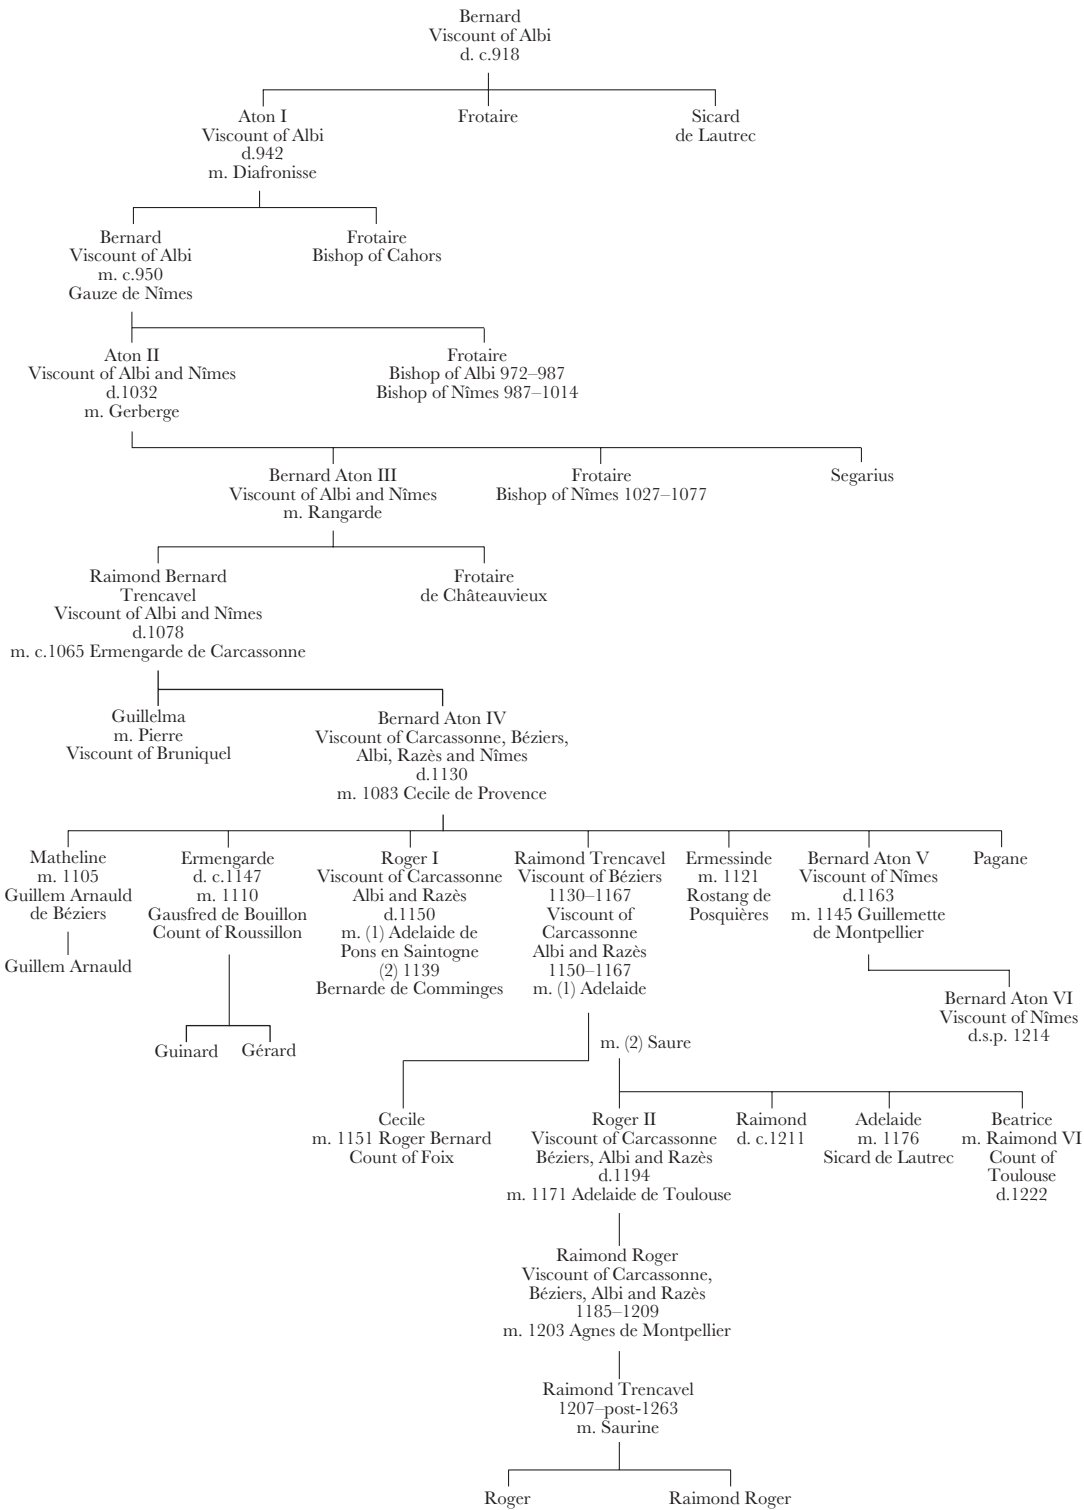 Bernard
Viscount of Albi
d. c.918
Aton I
Viscount of Albi
d.942
m. Diafronisse
Frotaire
Sicard
de Lautrec
Bernard
Viscount of Albi
m. c.950
Gauze de Nîmes
Frotaire
Bishop of Cahors
Aton II
Viscount of Albi and Nîmes
d.1032
m. Gerberge
Frotaire
Bishop of Albi 972–987
Bishop of Nîmes 987–1014
Bernard Aton III
Viscount of Albi and Nîmes
m. Rangarde
Frotaire
Bishop of Nîmes 1027–1077
Segarius
Raimond Bernard
Trencavel
Viscount of Albi and Nîmes
d.1078
m. c.1065 Ermengarde de Carcassonne
Frotaire
de Châteauvieux
Guillelma
m. Pierre
Viscount of Bruniquel
Bernard Aton IV
Viscount of Carcassonne, Béziers,
Albi, Razès and Nîmes
d.1130
m. 1083 Cecile de Provence
Matheline
m. 1105
Guillem Arnauld
de Béziers
Guillem Arnauld
Ermengarde
d. c.1147
m. 1110
Gausfred de Bouillon
Count of Roussillon
Guinard
Gérard
Roger I
Viscount of Carcassonne
Albi and Razès
d.1150
m. (1) Adelaide de
Pons en Saintogne
(2) 1139
Bernarde de Comminges
Raimond Trencavel
Viscount of Béziers
1130–1167
Viscount of
Carcassonne
Albi and Razès
1150–1167
m. (1) Adelaide
m. (2) Saure
Ermessinde
m. 1121
Rostang de
Posquières
Bernard Aton V
Viscount of Nîmes
d.1163
m. 1145 Guillemette
de Montpellier
Pagane
Bernard Aton VI
Viscount of Nîmes
d.s.p. 1214
Cecile
m. 1151 Roger Bernard
Count of Foix
Roger II
Viscount of Carcassonne
Béziers, Albi and Razès
d.1194
m. 1171 Adelaide de Toulouse
Raimond
d. c.1211
Adelaide
m. 1176
Sicard de Lautrec
Beatrice
m. Raimond VI
Count of
Toulouse
d.1222
Raimond Roger
Viscount of Carcassonne,
Béziers, Albi and Razès
1185–1209
m. 1203 Agnes de Montpellier
Raimond Trencavel
1207–post-1263
m. Saurine
Roger
Raimond Roger